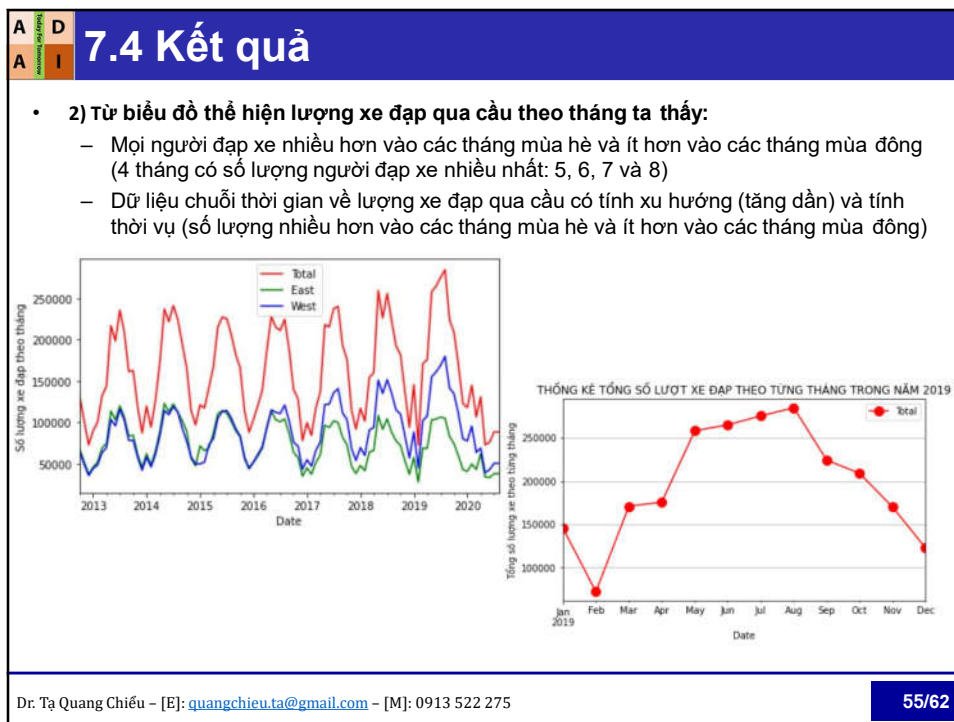 A D
A I
Today For Tomorrow
7.4 Kết quả
• 2) Từ biểu đồ thể hiện lượng xe đạp qua cầu theo tháng ta thấy:
– Mọi người đạp xe nhiều hơn vào các tháng mùa hè và ít hơn vào các tháng mùa đông
(4 tháng có số lượng người đạp xe nhiều nhất: 5, 6, 7 và 8)
– Dữ liệu chuỗi thời gian về lượng xe đạp qua cầu có tính xu hướng (tăng dần) và tính
thời vụ (số lượng nhiều hơn vào các tháng mùa hè và ít hơn vào các tháng mùa đông)
Số lượng xe đạp theo tháng
250000
200000
150000
100000
50000
Total
East
West
2013 2014 2015 2016 2017 2018 2019 2020
Date
THỐNG KÊ TỔNG SỐ LƯỢT XE ĐẠP THEO TỪNG THÁNG TRONG NĂM 2019
Total
Tổng số lượng xe theo từng tháng
250000
200000
150000
100000
Jan Feb Mar Apr May Jun Jul Aug Sep Oct Nov Dec
2019
Date
Dr. Tạ Quang Chiểu – [E]: quangchieu.ta@gmail.com – [M]: 0913 522 275
55/62